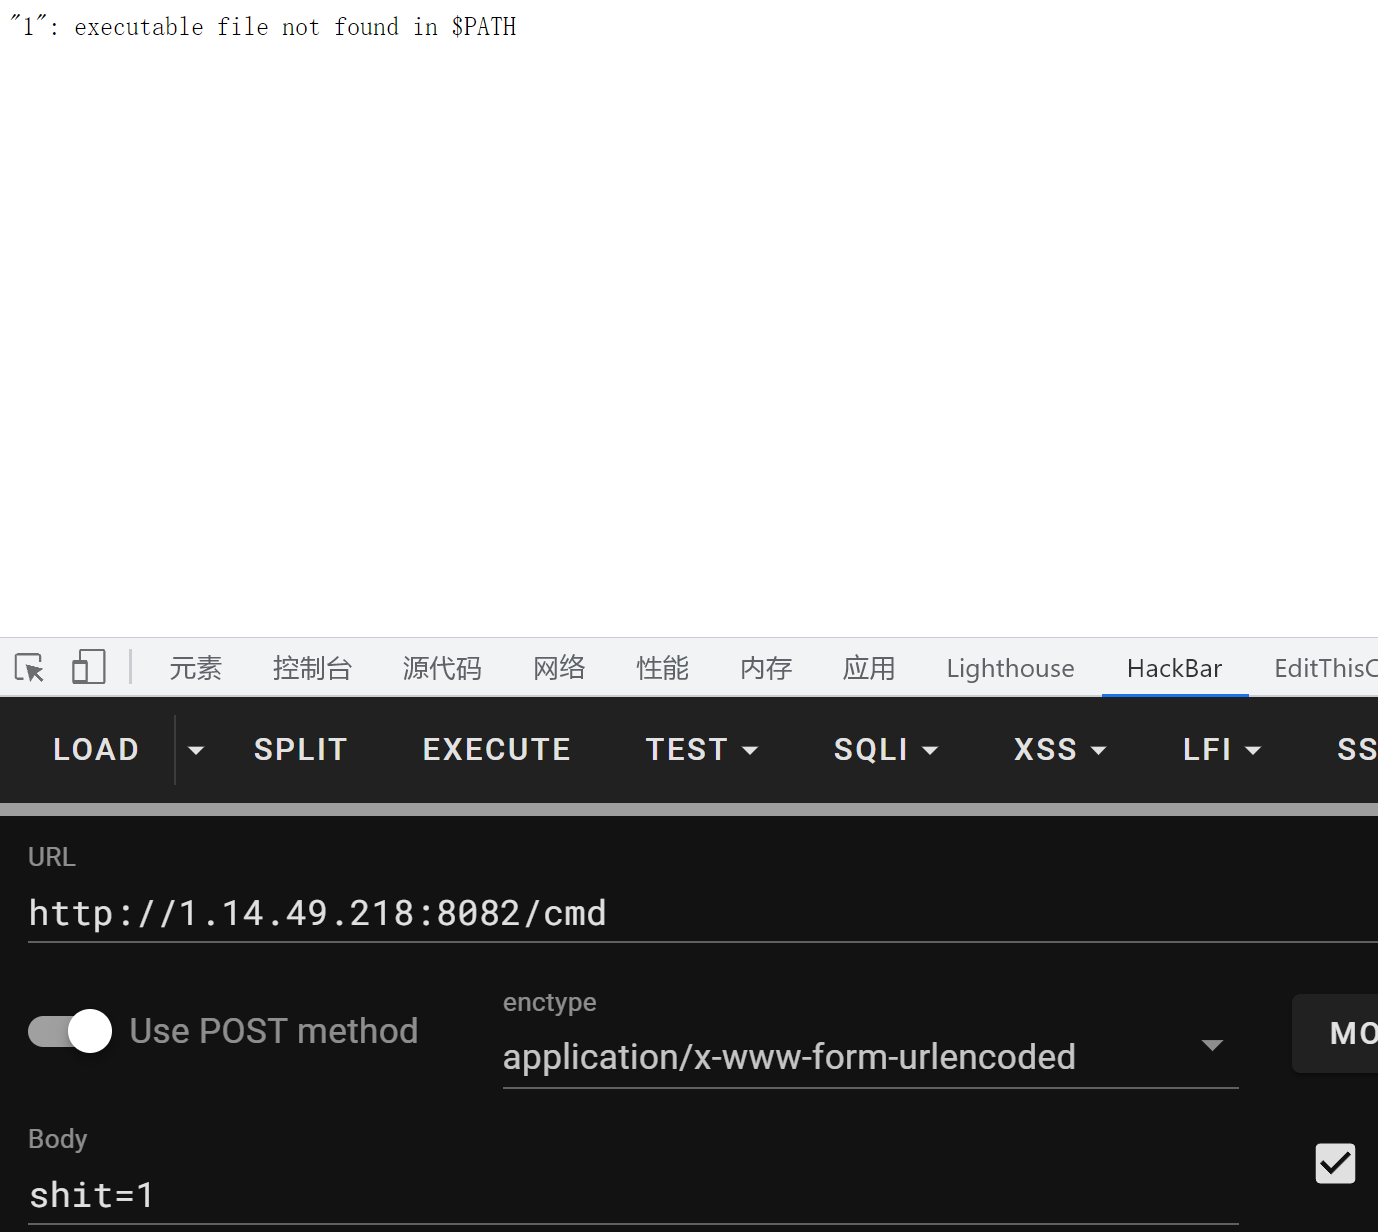 "1": executable file not found in $PATH
元素 控制台 源代码 网络 性能 内存 应用 Lighthouse HackBar EditThisC
LOAD SPLIT EXECUTE TEST SQLI XSS LFI SS
URL
http://1.14.49.218:8082/cmd
enctype
Use POST method
application/x-www-form-urlencoded
MO
Body
shit=1